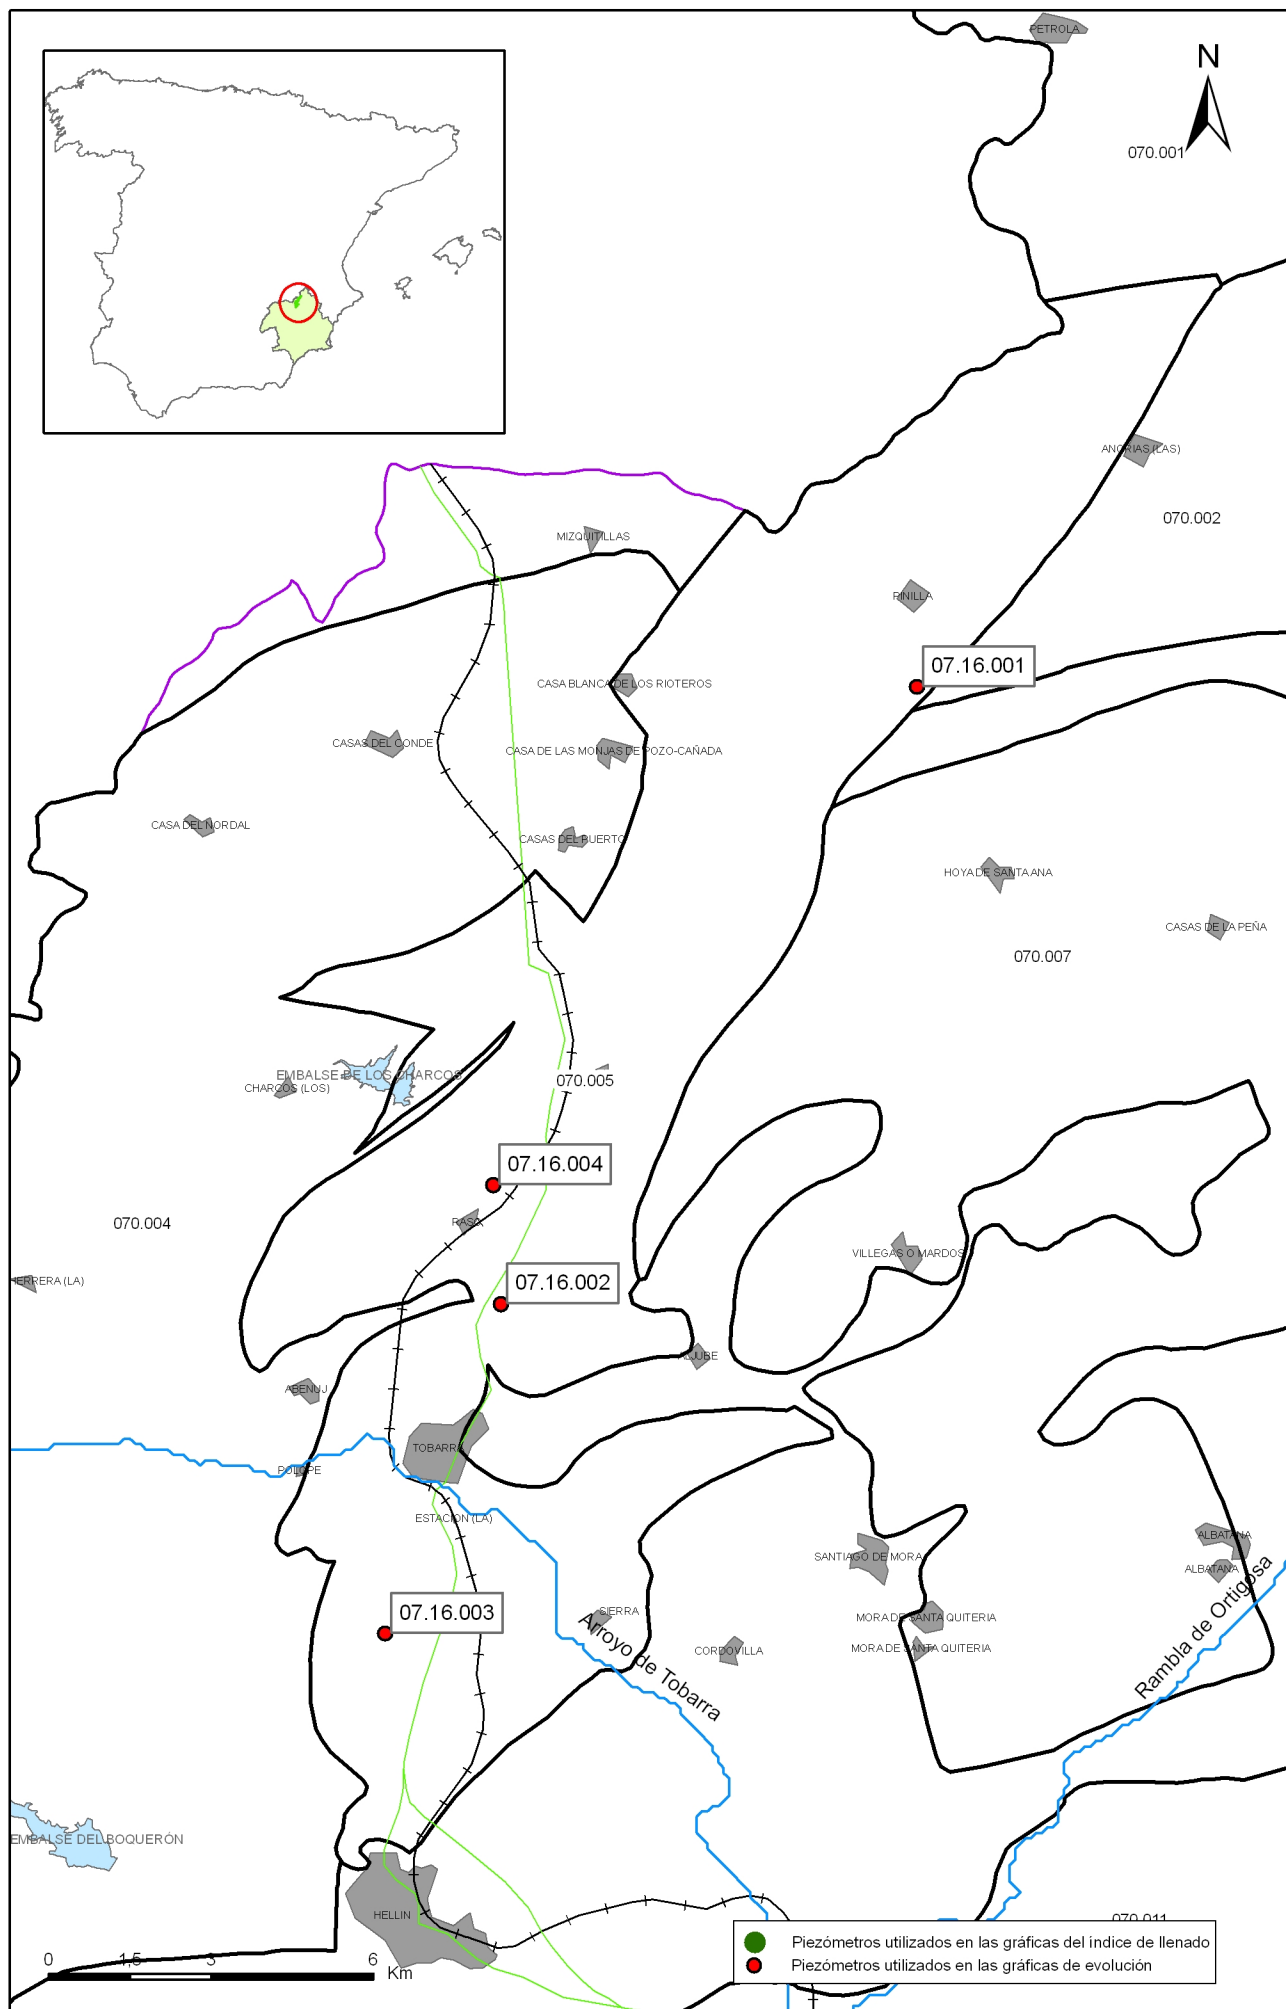 PETROLA
N
070.001
ANORIAS (LAS)
070.002
MIZQUITILLAS
PINILLA
07.16.001
CASA BLANCA DE LOS RIOTEROS
CASAS DEL CONDE
CASA DE LAS MONJAS DE POZO-CAÑADA
CASA DEL ÑORDAL
CASAS DEL PUERTO
HOYA DE SANTA ANA
CASAS DE LA PEÑA
070.007
EMBALSE DE LOS CHARCOS
CHARCOS (LOS)
070.005
07.16.004
RASO
070.004
VILLEGAS O MARDOS
HERRERA (LA)
07.16.002
ALJUBE
ABENUJ
TOBARRA
POLOPE
ESTACION (LA)
ALBATANA
SANTIAGO DE MORA
ALBATANA
07.16.003
SIERRA
MORA DE SANTA QUITERIA
CORDOVILLA
MORA DE SANTA QUITERIA
Arroyo de Tobarra
Rambla de Ortigosa
EMBALSE DEL BOQUERÓN
HELLIN
070.011
Piezómetros utilizados en las gráficas del índice de llenado
Piezómetros utilizados en las gráficas de evolución
0 1,5 3 6
Km